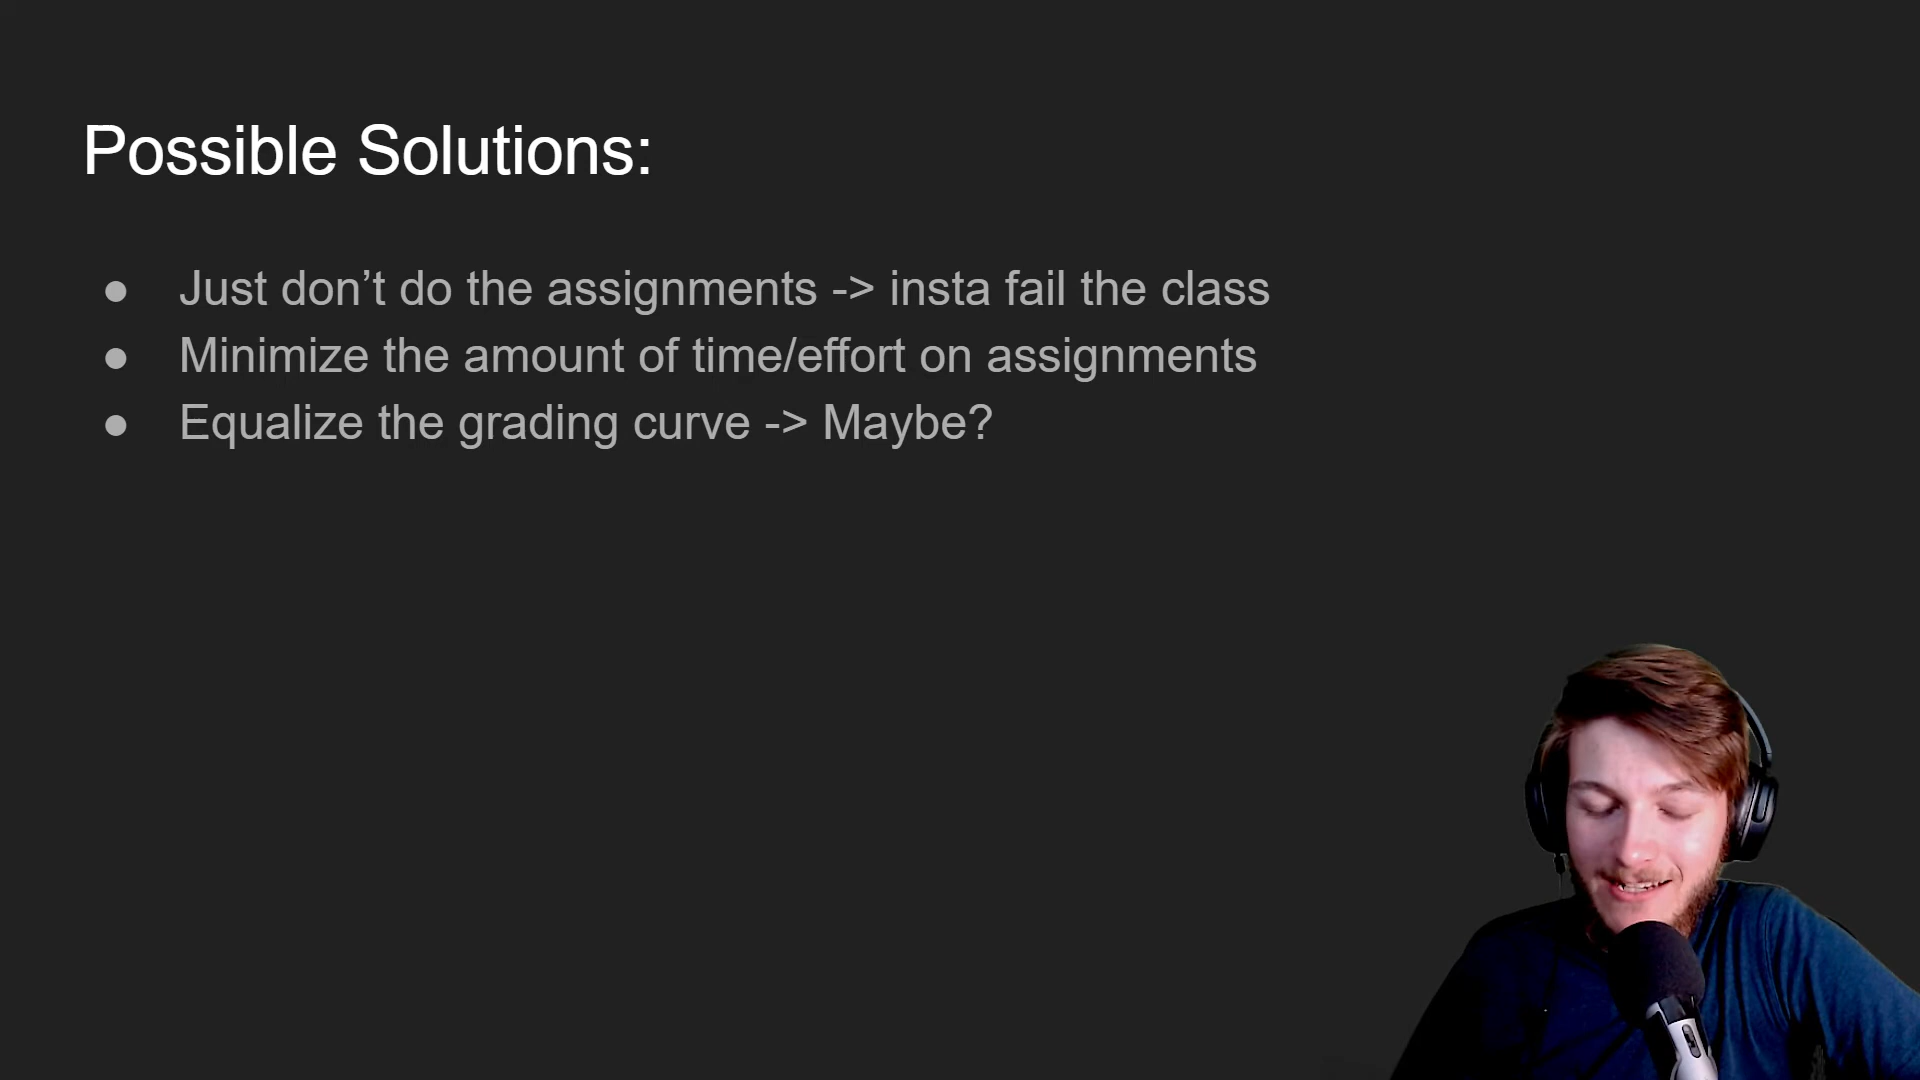 Possible Solutions:
● Just don’t do the assignments -> insta fail the class
● Minimize the amount of time/effort on assignments
● Equalize the grading curve -> Maybe?